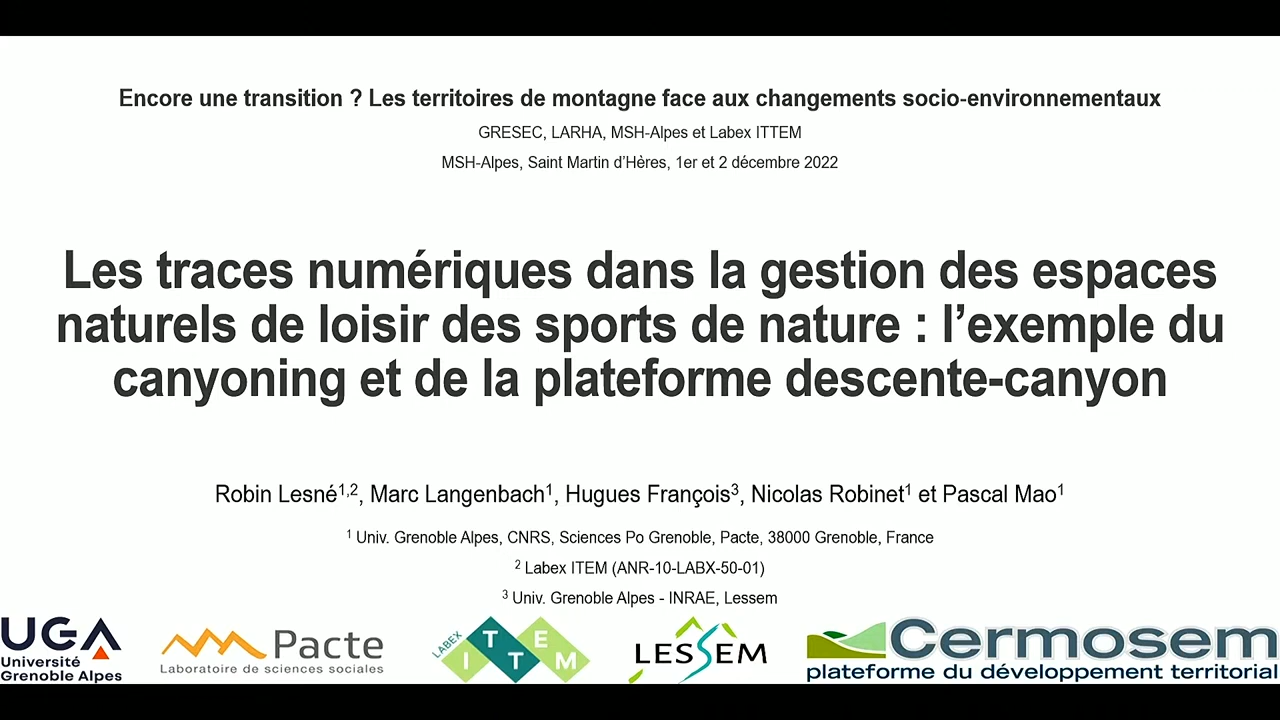 Encore une transition ? Les territoires de montagne face aux changements socio-environnementaux
GRESEC, LARHA, MSH-Alpes et Labex ITTEM
MSH-Alpes, Saint Martin d'Hères, 1er et 2 décembre 2022
Les traces numériques dans la gestion des espaces
naturels de loisir des sports de nature : l'exemple du
canyoning et de la plateforme descente-canyon
Robin Lesné1,2, Marc Langenbach1, Hugues François3, Nicolas Robinet1 et Pascal Mao1
1 Univ. Grenoble Alpes, CNRS, Sciences Po Grenoble, Pacte, 38000 Grenoble, France
2 Labex ITEM (ANR-10-LABX-50-01)
3 Univ. Grenoble Alpes - INRAE, Lessem
UGA
Université
Grenoble Alpes
Pacte
Laboratoire de sciences sociales
LABEX
ITTEM
LESSEM
Cermosem
plateforme du développement territorial